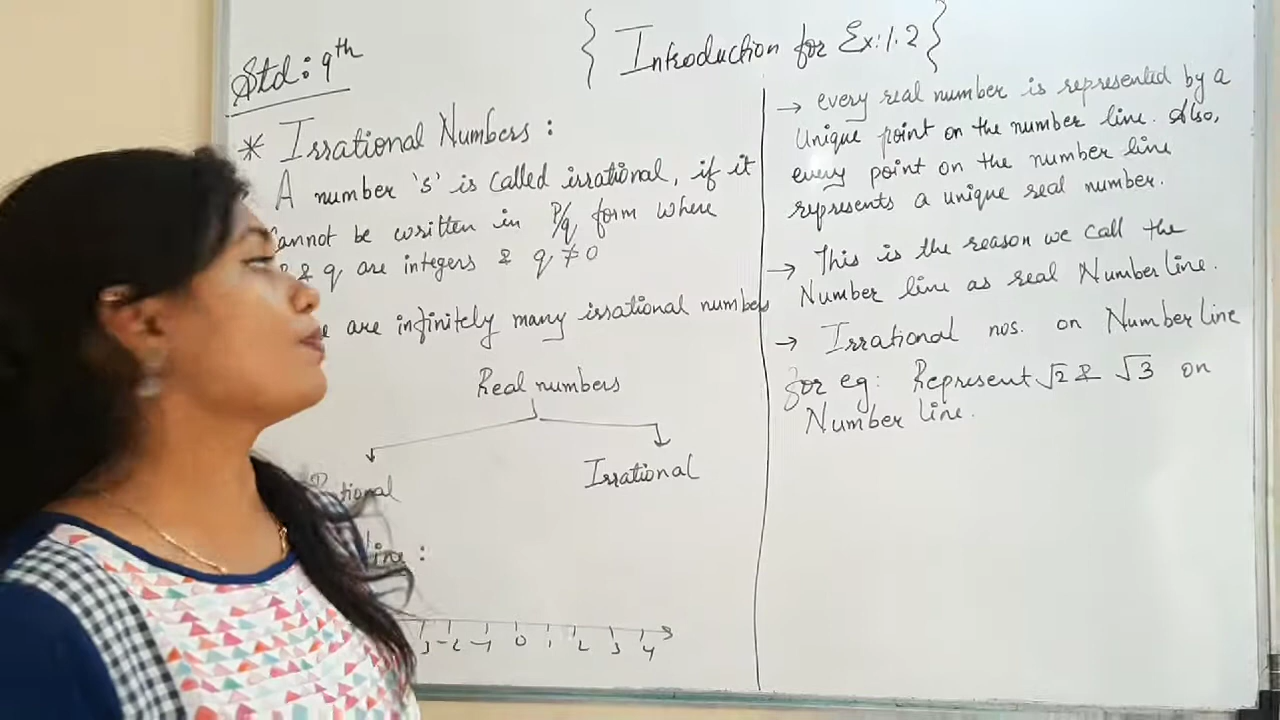 Std: 9th
{ Introduction for Ex:1.2 }
* Irrational Numbers:
A number 's' is called irrational, if it
cannot be written in P/q form where
& q are integers & q ≠ 0
are infinitely many irrational numbers
Real numbers
Rational Irrational
line:
-3 -2 -1 0 1 2 3 4
→ every real number is represented by a
Unique point on the number line. Also,
every point on the number line
represents a unique real number.
→ This is the reason we call the
Number line as real Number line.
→ Irrational nos. on Number line
for eg: Represent √2 & √3 on
Number line.